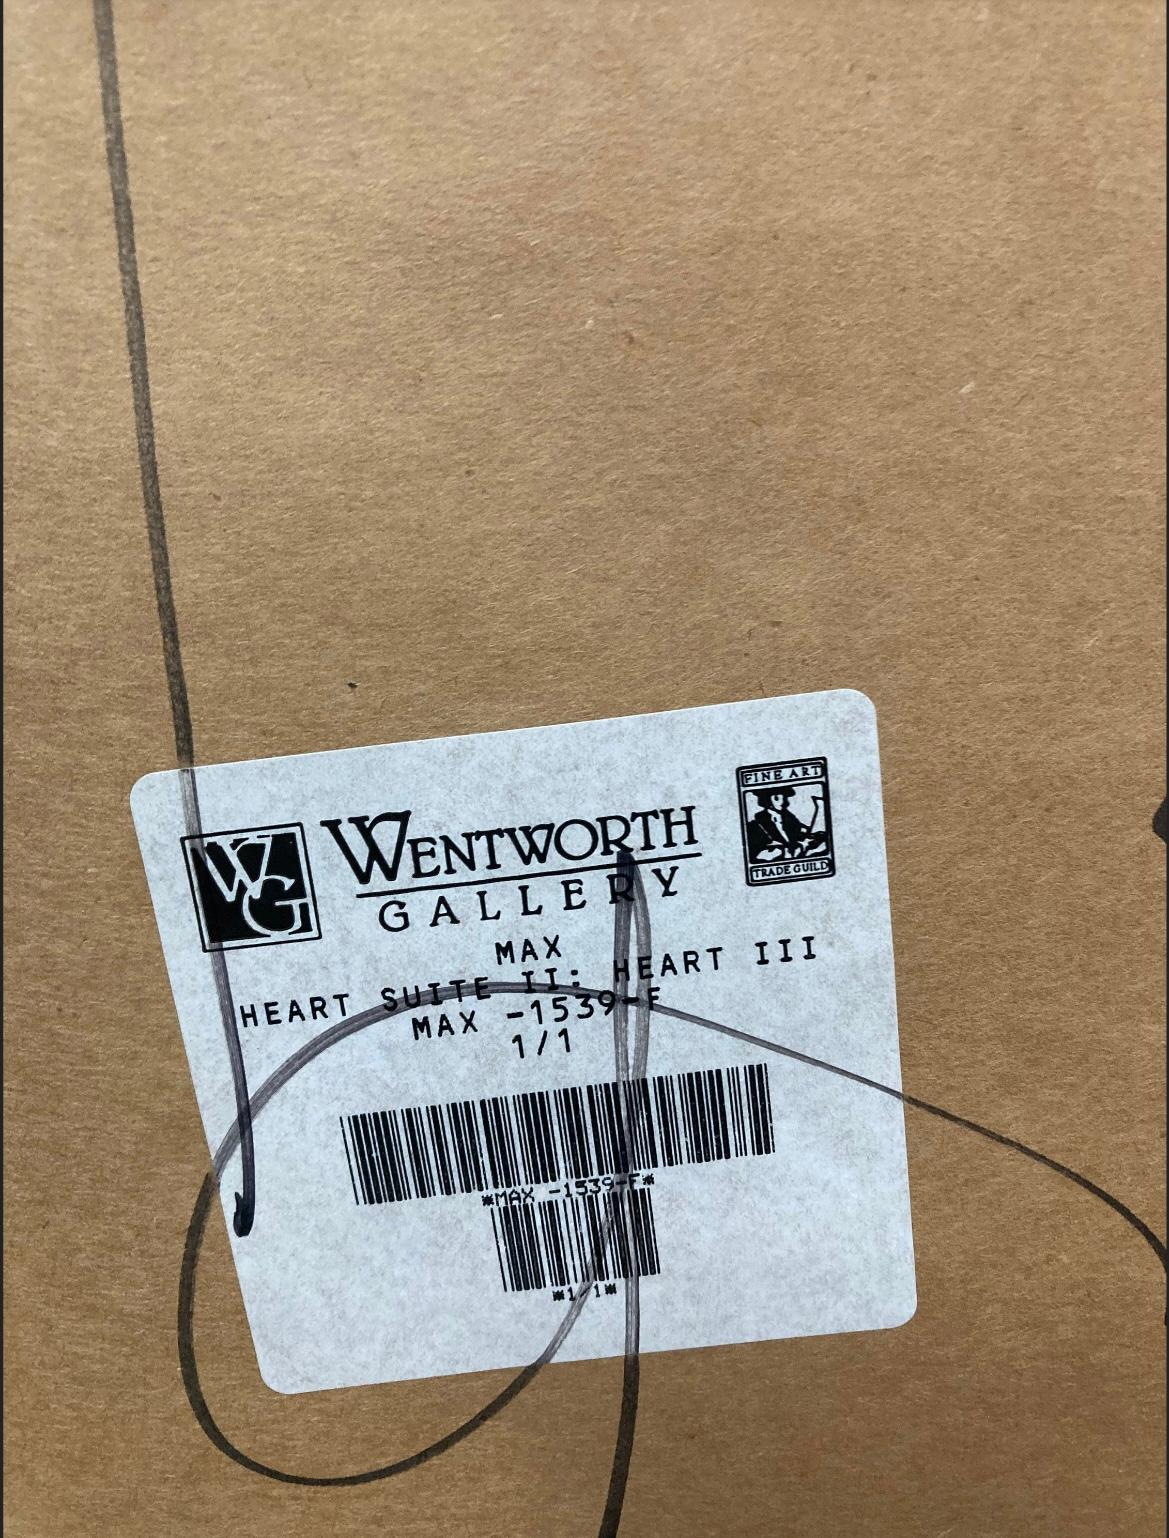 WG
WENTWORTH
GALLERY
FINE ART
TRADE GUILD
MAX
HEART SUITE II: HEART III
MAX -1539-F
1/1
*MAX -1539-F*
*1/1*